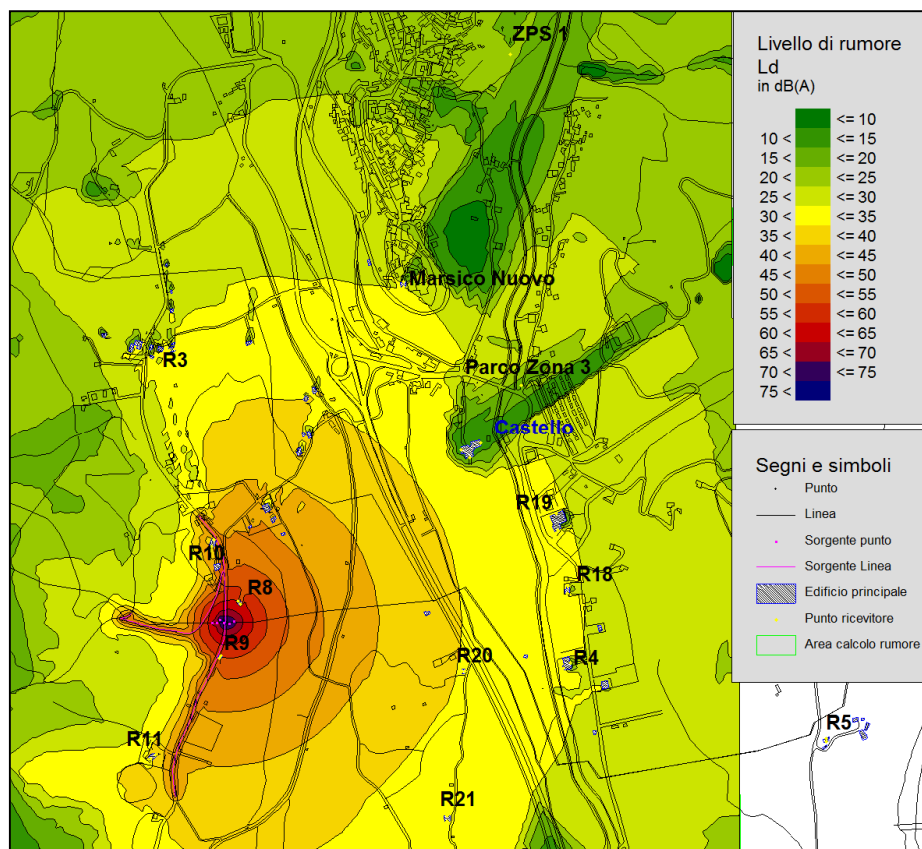 ZPS 1
Marsico Nuovo
R3
Parco Zona 3
Castello
R19
R10
R18
R8
R9
R20
R4
R11
R21
R5
Livello di rumore
Ld
in dB(A)
<= 10
10 < <= 15
15 < <= 20
20 < <= 25
25 < <= 30
30 < <= 35
35 < <= 40
40 < <= 45
45 < <= 50
50 < <= 55
55 < <= 60
60 < <= 65
65 < <= 70
70 < <= 75
75 <
Segni e simboli
Punto
Linea
Sorgente punto
Sorgente Linea
Edificio principale
Punto ricevitore
Area calcolo rumore